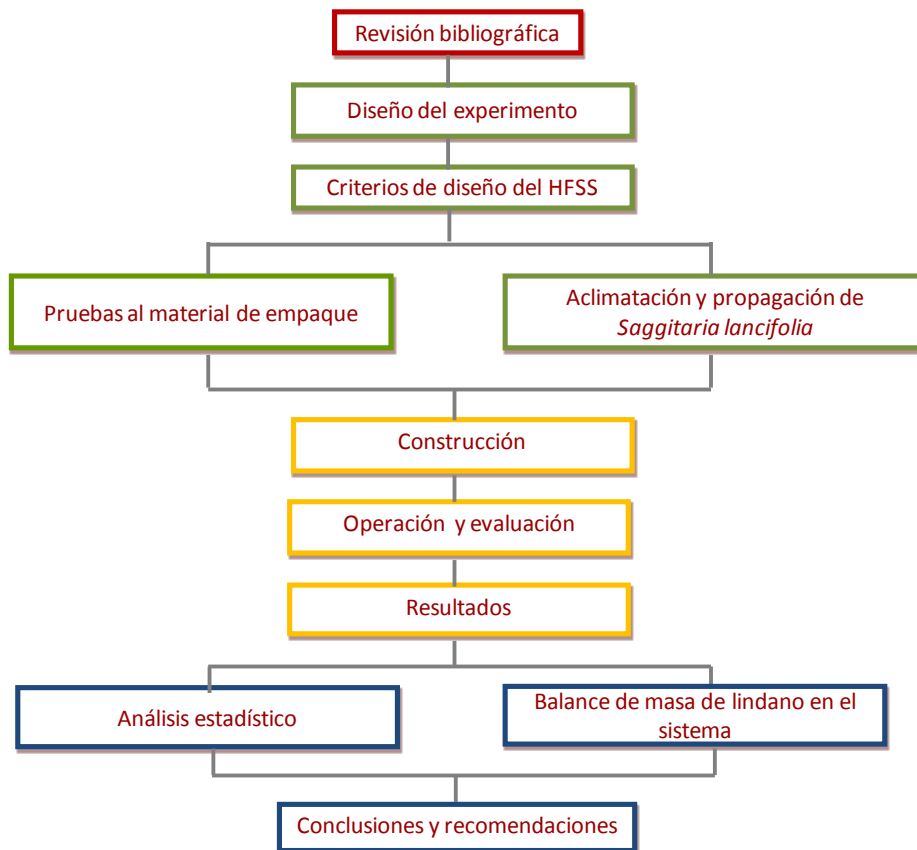 Revisión bibliográfica
Diseño del experimento
Criterios de diseño del HFSS
Pruebas al material de empaque
Aclimatación y propagación de
Saggitaria lancifolia
Construcción
Operación y evaluación
Resultados
Análisis estadístico
Balance de masa de lindano en el
sistema
Conclusiones y recomendaciones